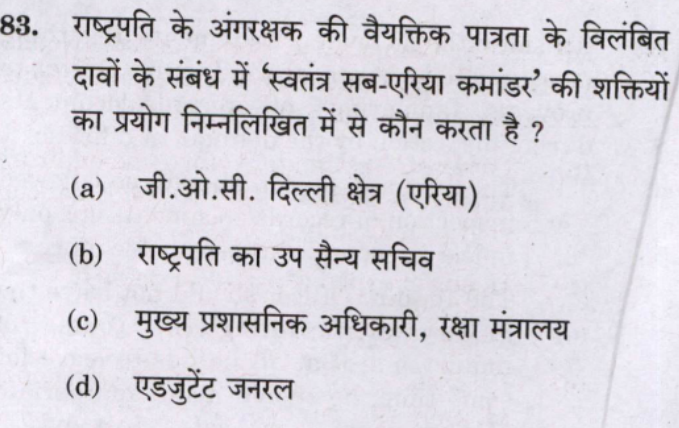 83. राष्ट्रपति के अंगरक्षक की वैयक्तिक पात्रता के विलंबित
दावों के संबंध में ‘स्वतंत्र सब-एरिया कमांडर’ की शक्तियों
का प्रयोग निम्नलिखित में से कौन करता है ?
(a) जी.ओ.सी. दिल्ली क्षेत्र (एरिया)
(b) राष्ट्रपति का उप सैन्य सचिव
(c) मुख्य प्रशासनिक अधिकारी, रक्षा मंत्रालय
(d) एडजुटेंट जनरल